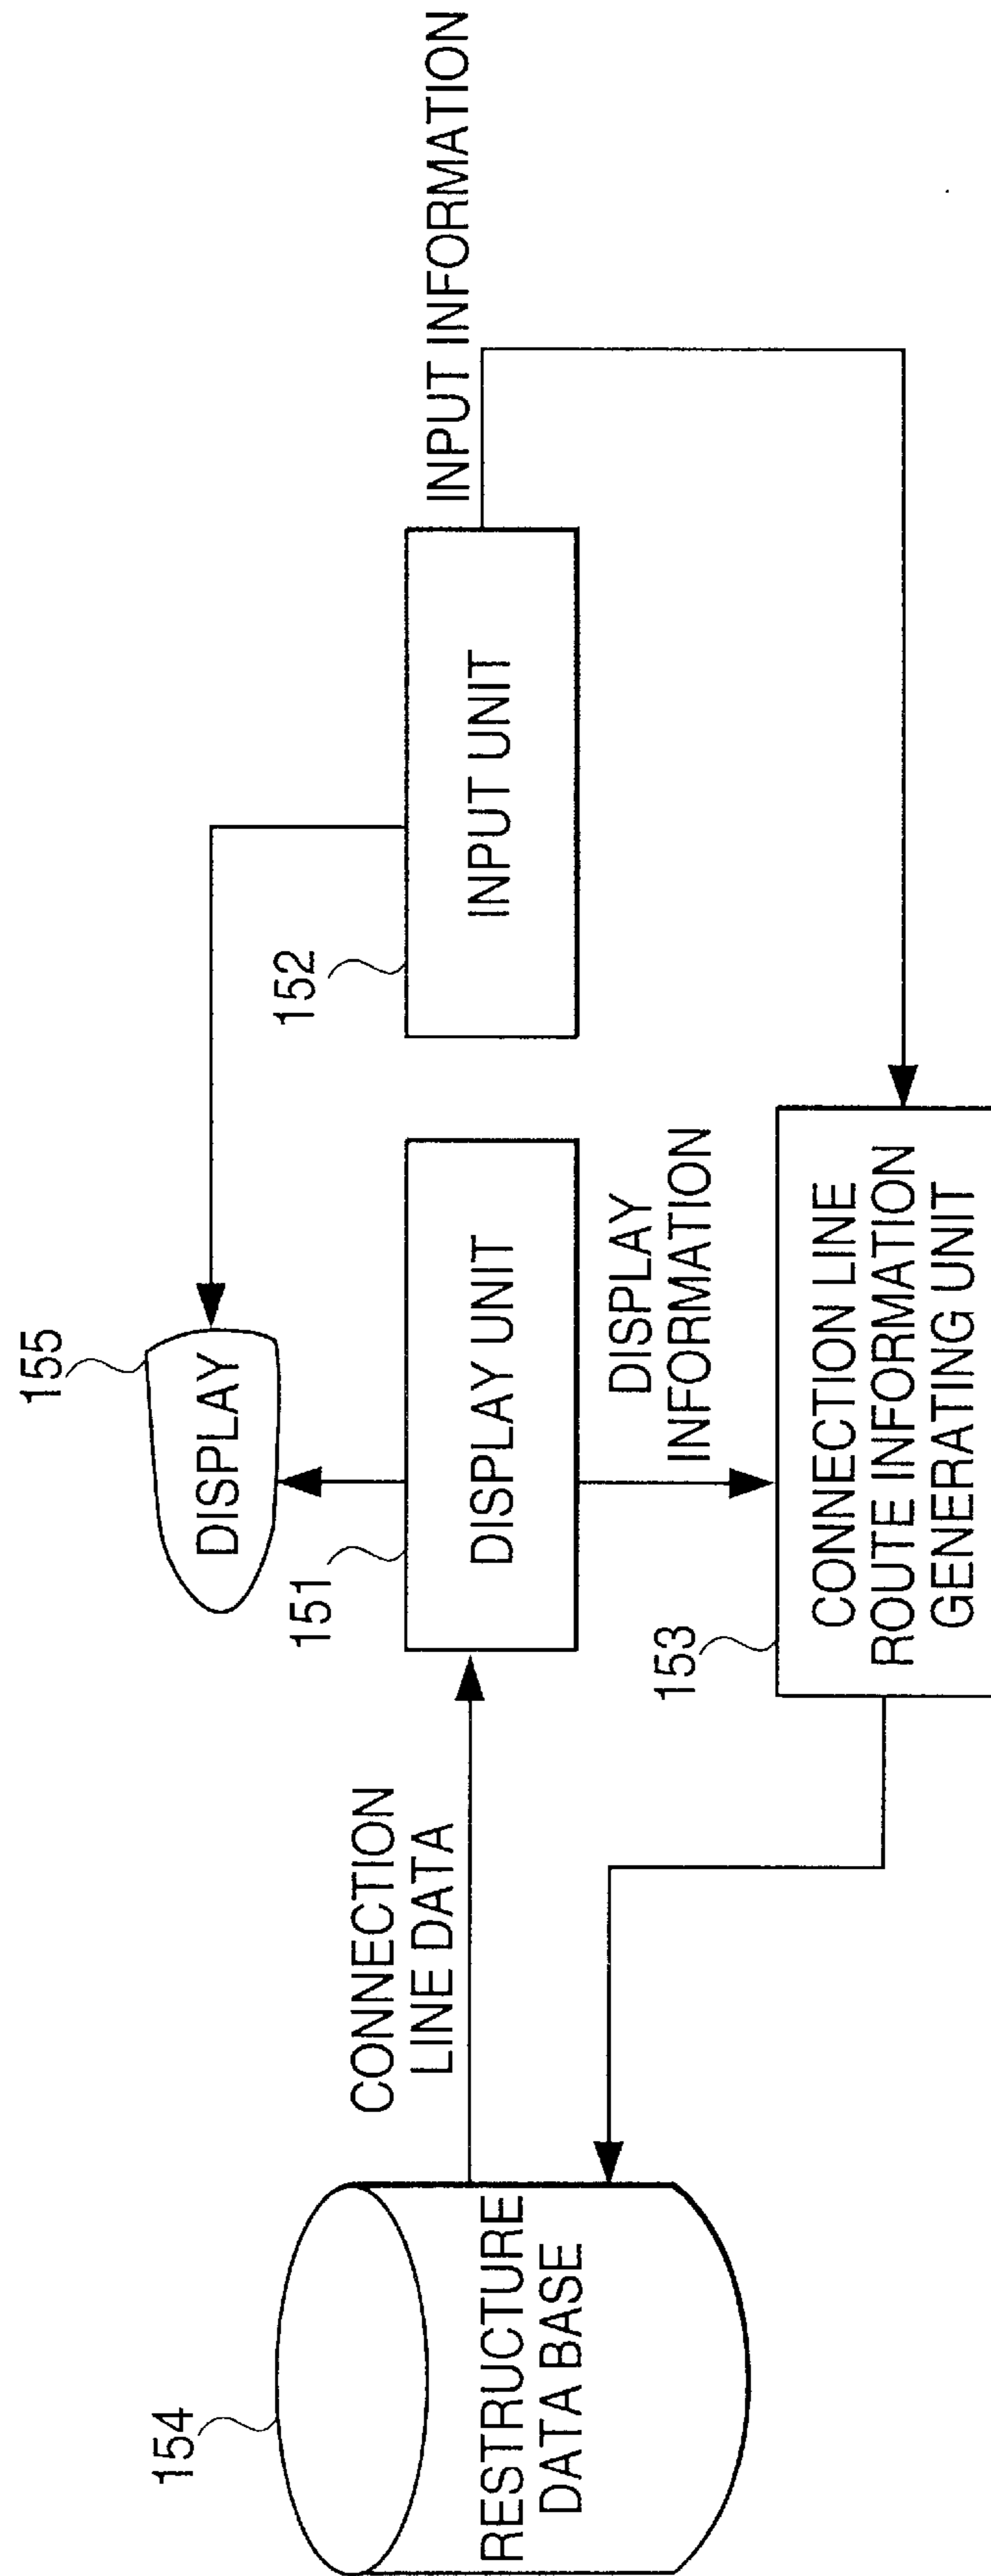 154
RESTRUCTURE
DATA BASE
CONNECTION
LINE DATA
155
DISPLAY
151
DISPLAY UNIT
DISPLAY
INFORMATION
152
INPUT UNIT
INPUT INFORMATION
153
CONNECTION LINE
ROUTE INFORMATION
GENERATING UNIT